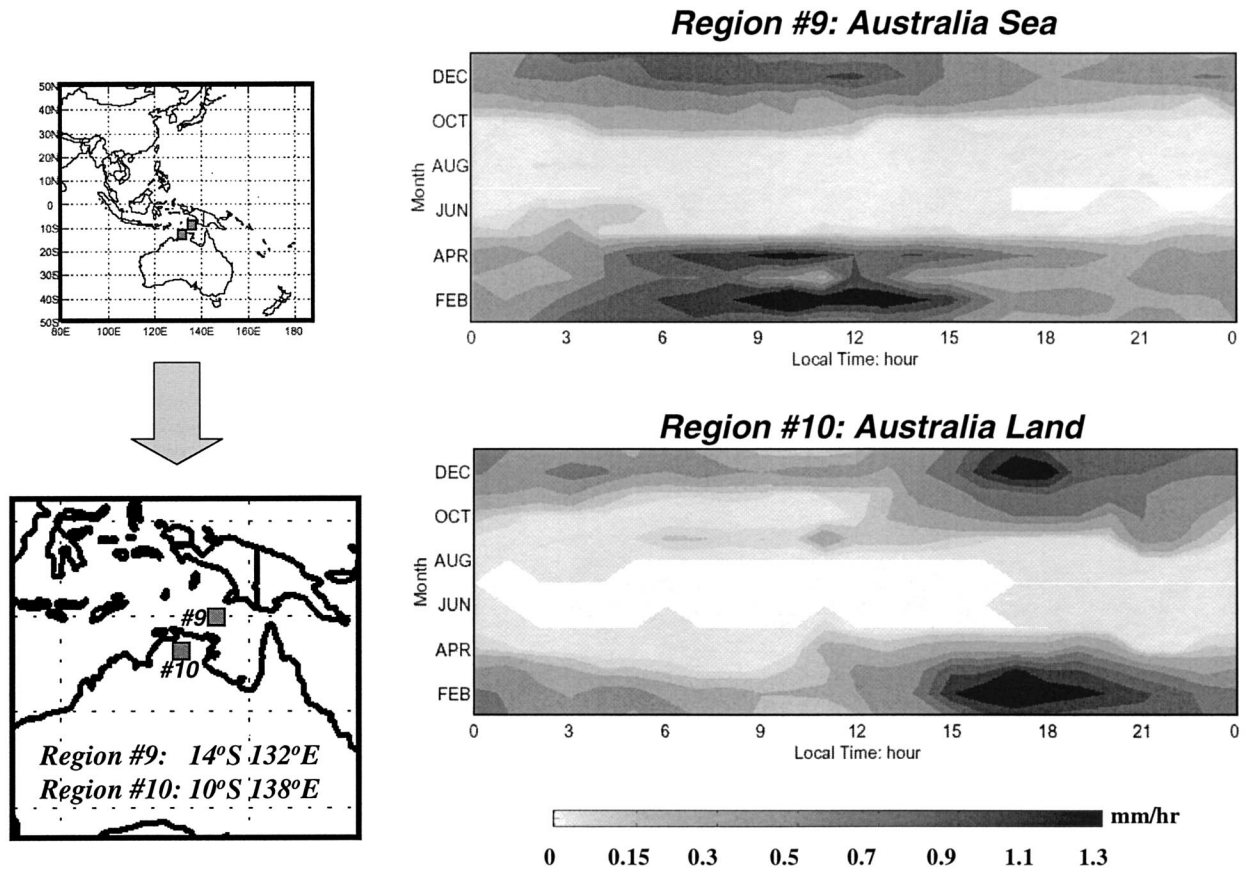 Region #9: Australia Sea
50N
40N
30N
20N
10N
0
10S
20S
30S
40S
50S
80E 100E 120E 140E 160E 180
Month
DEC
OCT
AUG
JUN
APR
FEB
0 3 6 9 12 15 18 21 0
Local Time: hour
Region #10: Australia Land
Month
DEC
OCT
AUG
JUN
APR
FEB
0 3 6 9 12 15 18 21 0
Local Time: hour
#9
#10
Region #9: 14ºS 132ºE
Region #10: 10ºS 138ºE
mm/hr
0 0.15 0.3 0.5 0.7 0.9 1.1 1.3